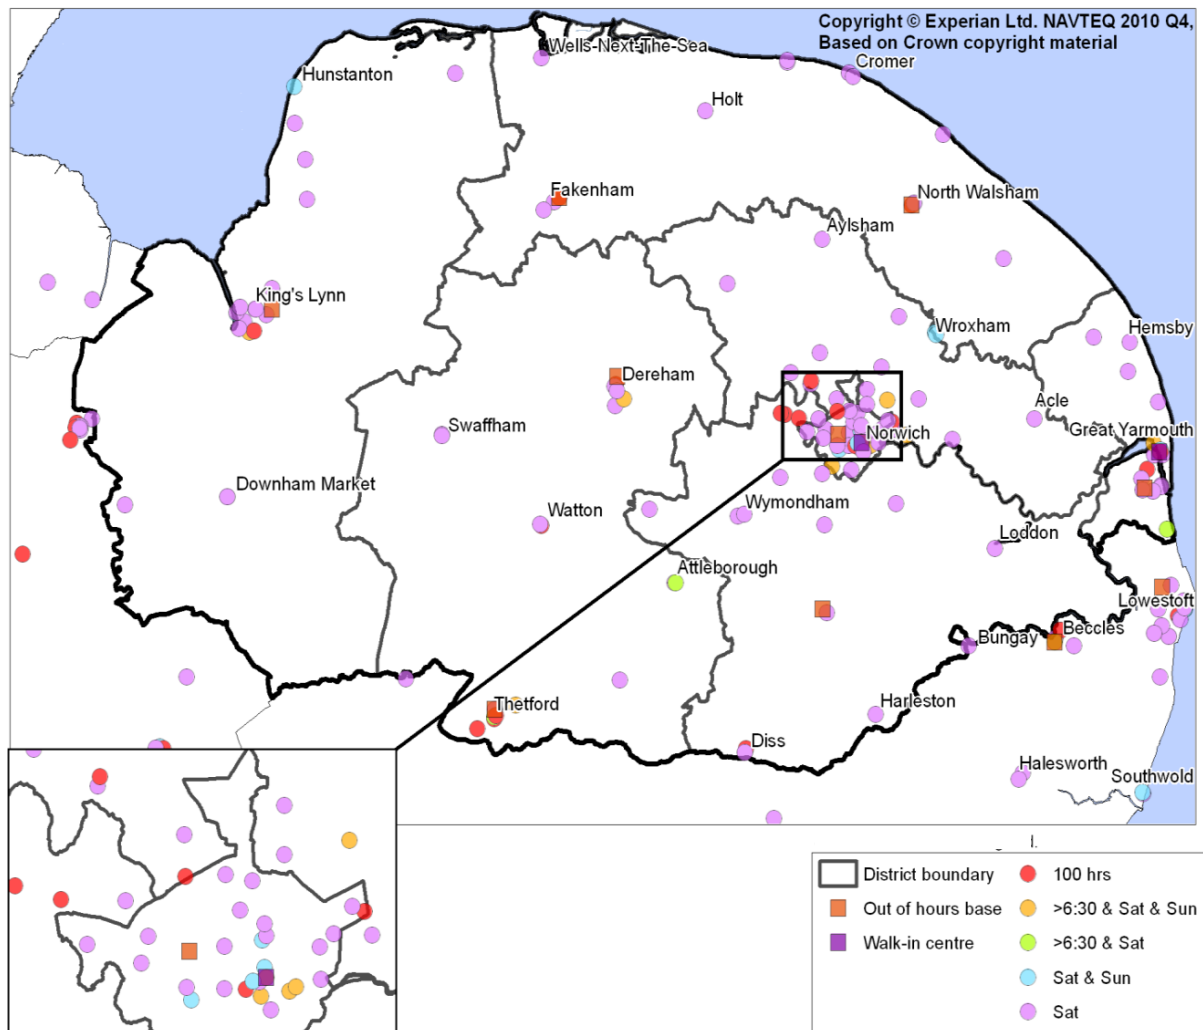 Copyright © Experian Ltd. NAVTEQ 2010 Q4,
Based on Crown copyright material
Wells-Next-The-Sea
Cromer
Hunstanton
Holt
Fakenham
North Walsham
Aylsham
King's Lynn
Wroxham
Hemsby
Dereham
Acle
Swaffham
Norwich
Great Yarmouth
Downham Market
Wymondham
Watton
Loddon
Attleborough
Lowestoft
Bungay
Beccles
Thetford
Harleston
Diss
Halesworth
Southwold
District boundary
Out of hours base
Walk-in centre
100 hrs
>6:30 & Sat & Sun
>6:30 & Sat
Sat & Sun
Sat